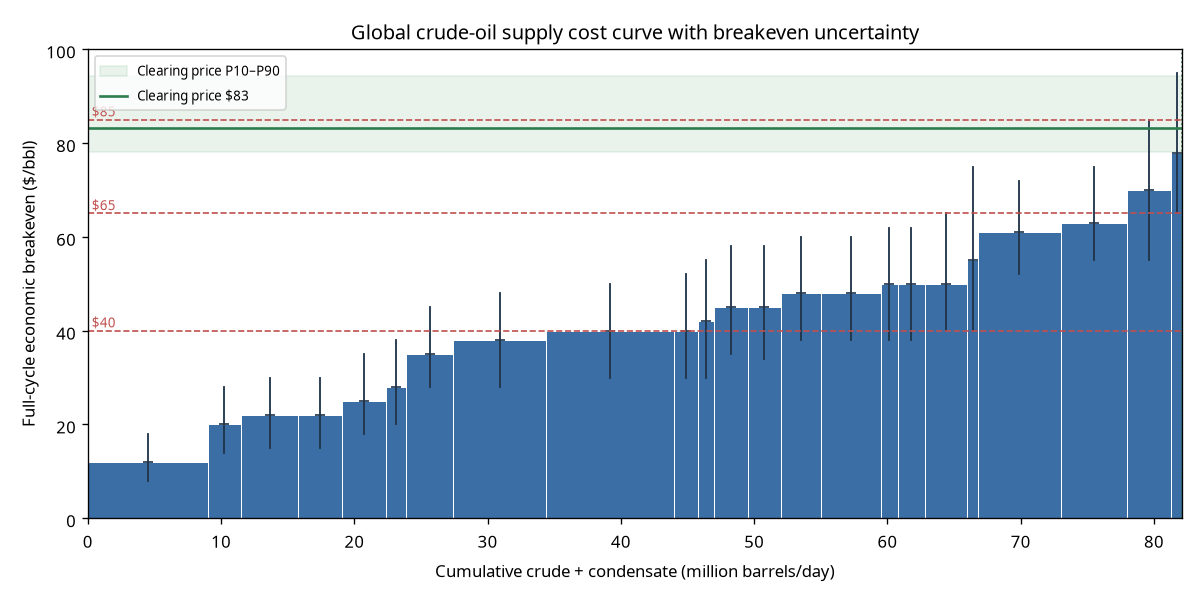 Global crude-oil supply cost curve with breakeven uncertainty
Clearing price P10–P90
Clearing price $83
$85
$65
$40
100
80
60
40
20
0
Full-cycle economic breakeven ($/bbl)
0 10 20 30 40 50 60 70 80
Cumulative crude + condensate (million barrels/day)